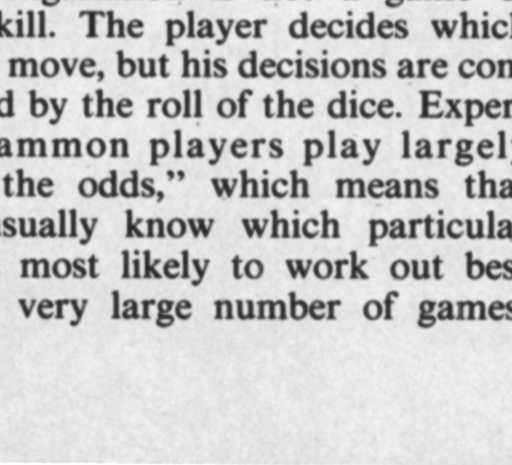 kill. The player decides which
move, but his decisions are con
d by the roll of the dice. Exper
ammon players play largely
the odds,” which means tha
sually know which particula
most likely to work out bes
very large number of games